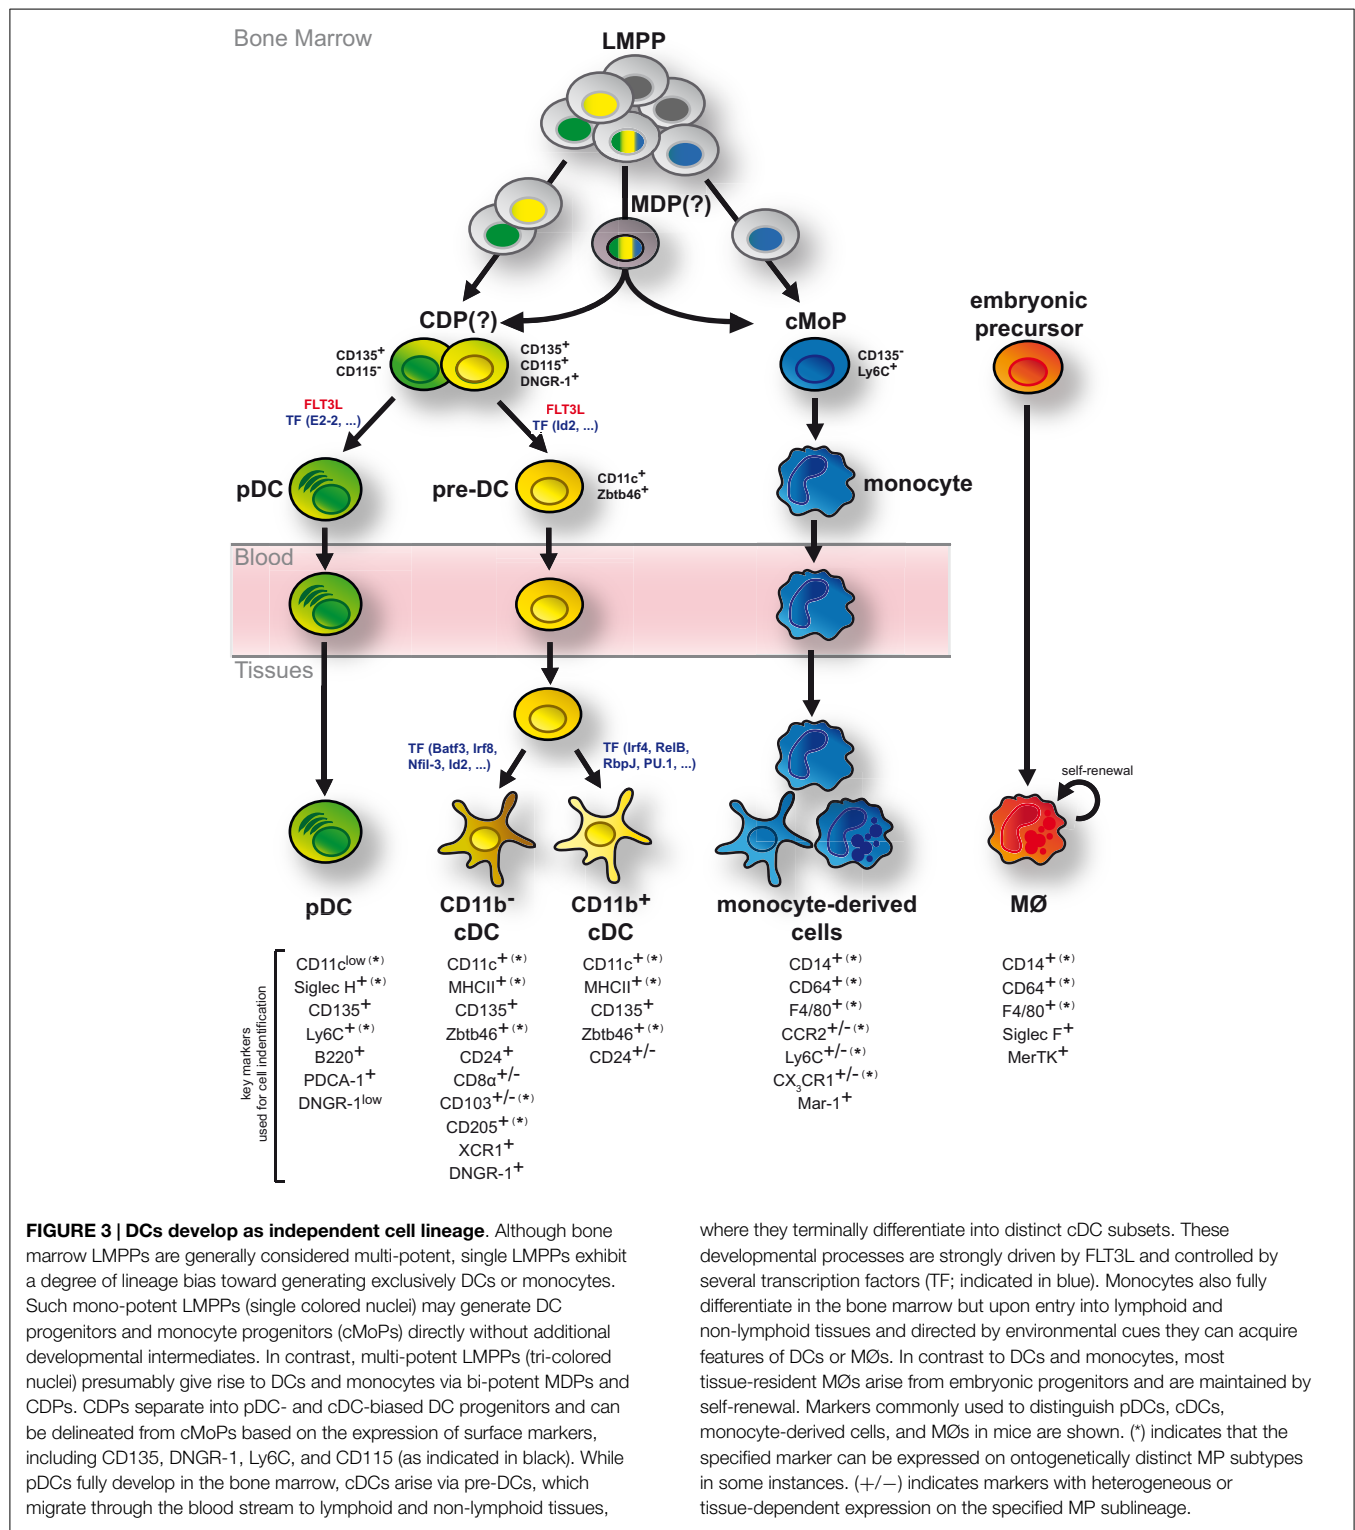 Bone Marrow
LMPP
MDP(?)
CDP(?)
cMoP
embryonic
precursor
CD135+
CD115-
CD135+
CD115+
DNGR-1+
CD135-
Ly6C+
FLT3L
TF (E2-2, ...)
FLT3L
TF (Id2, ...)
pDC
pre-DC
CD11c+
Zbtb46+
monocyte
Blood
Tissues
TF (Batf3, Irf8,
Nfil-3, Id2, ...)
TF (Irf4, RelB,
RbpJ, PU.1, ...)
self-renewal
key markers
used for cell indentification
pDC
CD11clow (*)
Siglec H+ (*)
CD135+
Ly6C+ (*)
B220+
PDCA-1+
DNGR-1low
CD11b-
cDC
CD11c+ (*)
MHCII+ (*)
CD135+
Zbtb46+ (*)
CD24+
CD8α+/-
CD103+/- (*)
CD205+ (*)
XCR1+
DNGR-1+
CD11b+
cDC
CD11c+ (*)
MHCII+ (*)
CD135+
Zbtb46+ (*)
CD24+/-
monocyte-derived
cells
CD14+ (*)
CD64+ (*)
F4/80+ (*)
CCR2+/- (*)
Ly6C+/- (*)
CX3CR1+/- (*)
Mar-1+
MØ
CD14+ (*)
CD64+ (*)
F4/80+ (*)
Siglec F+
MerTK+
FIGURE 3 | DCs develop as independent cell lineage. Although bone
marrow LMPPs are generally considered multi-potent, single LMPPs exhibit
a degree of lineage bias toward generating exclusively DCs or monocytes.
Such mono-potent LMPPs (single colored nuclei) may generate DC
progenitors and monocyte progenitors (cMoPs) directly without additional
developmental intermediates. In contrast, multi-potent LMPPs (tri-colored
nuclei) presumably give rise to DCs and monocytes via bi-potent MDPs and
CDPs. CDPs separate into pDC- and cDC-biased DC progenitors and can
be delineated from cMoPs based on the expression of surface markers,
including CD135, DNGR-1, Ly6C, and CD115 (as indicated in black). While
pDCs fully develop in the bone marrow, cDCs arise via pre-DCs, which
migrate through the blood stream to lymphoid and non-lymphoid tissues,
where they terminally differentiate into distinct cDC subsets. These
developmental processes are strongly driven by FLT3L and controlled by
several transcription factors (TF; indicated in blue). Monocytes also fully
differentiate in the bone marrow but upon entry into lymphoid and
non-lymphoid tissues and directed by environmental cues they can acquire
features of DCs or MØs. In contrast to DCs and monocytes, most
tissue-resident MØs arise from embryonic progenitors and are maintained by
self-renewal. Markers commonly used to distinguish pDCs, cDCs,
monocyte-derived cells, and MØs in mice are shown. (*) indicates that the
specified marker can be expressed on ontogenetically distinct MP subtypes
in some instances. (+/−) indicates markers with heterogeneous or
tissue-dependent expression on the specified MP sublineage.